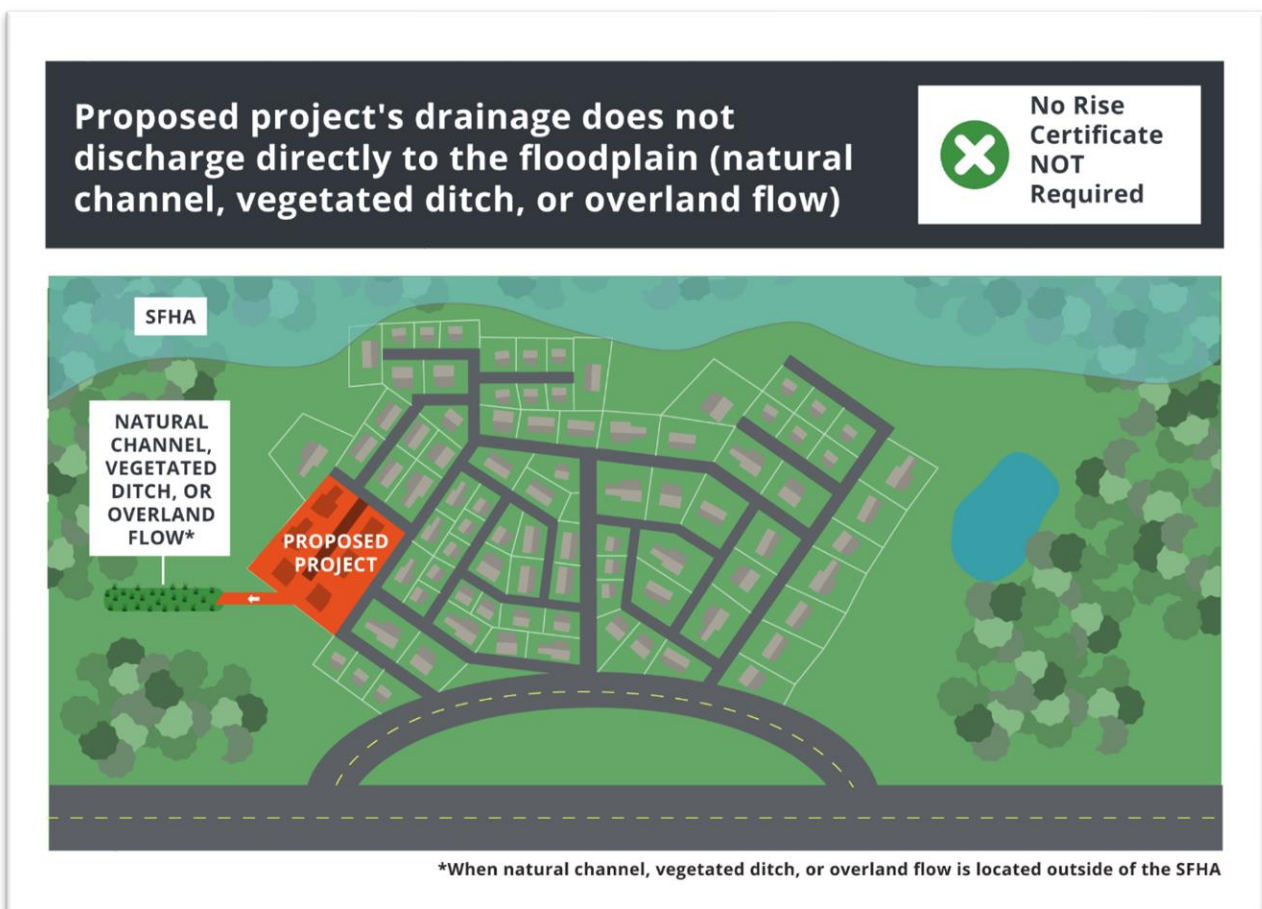 Proposed project's drainage does not
discharge directly to the floodplain (natural
channel, vegetated ditch, or overland flow)
No Rise
Certificate
NOT
Required
SFHA
NATURAL
CHANNEL,
VEGETATED
DITCH, OR
OVERLAND
FLOW*
PROPOSED
PROJECT
*When natural channel, vegetated ditch, or overland flow is located outside of the SFHA